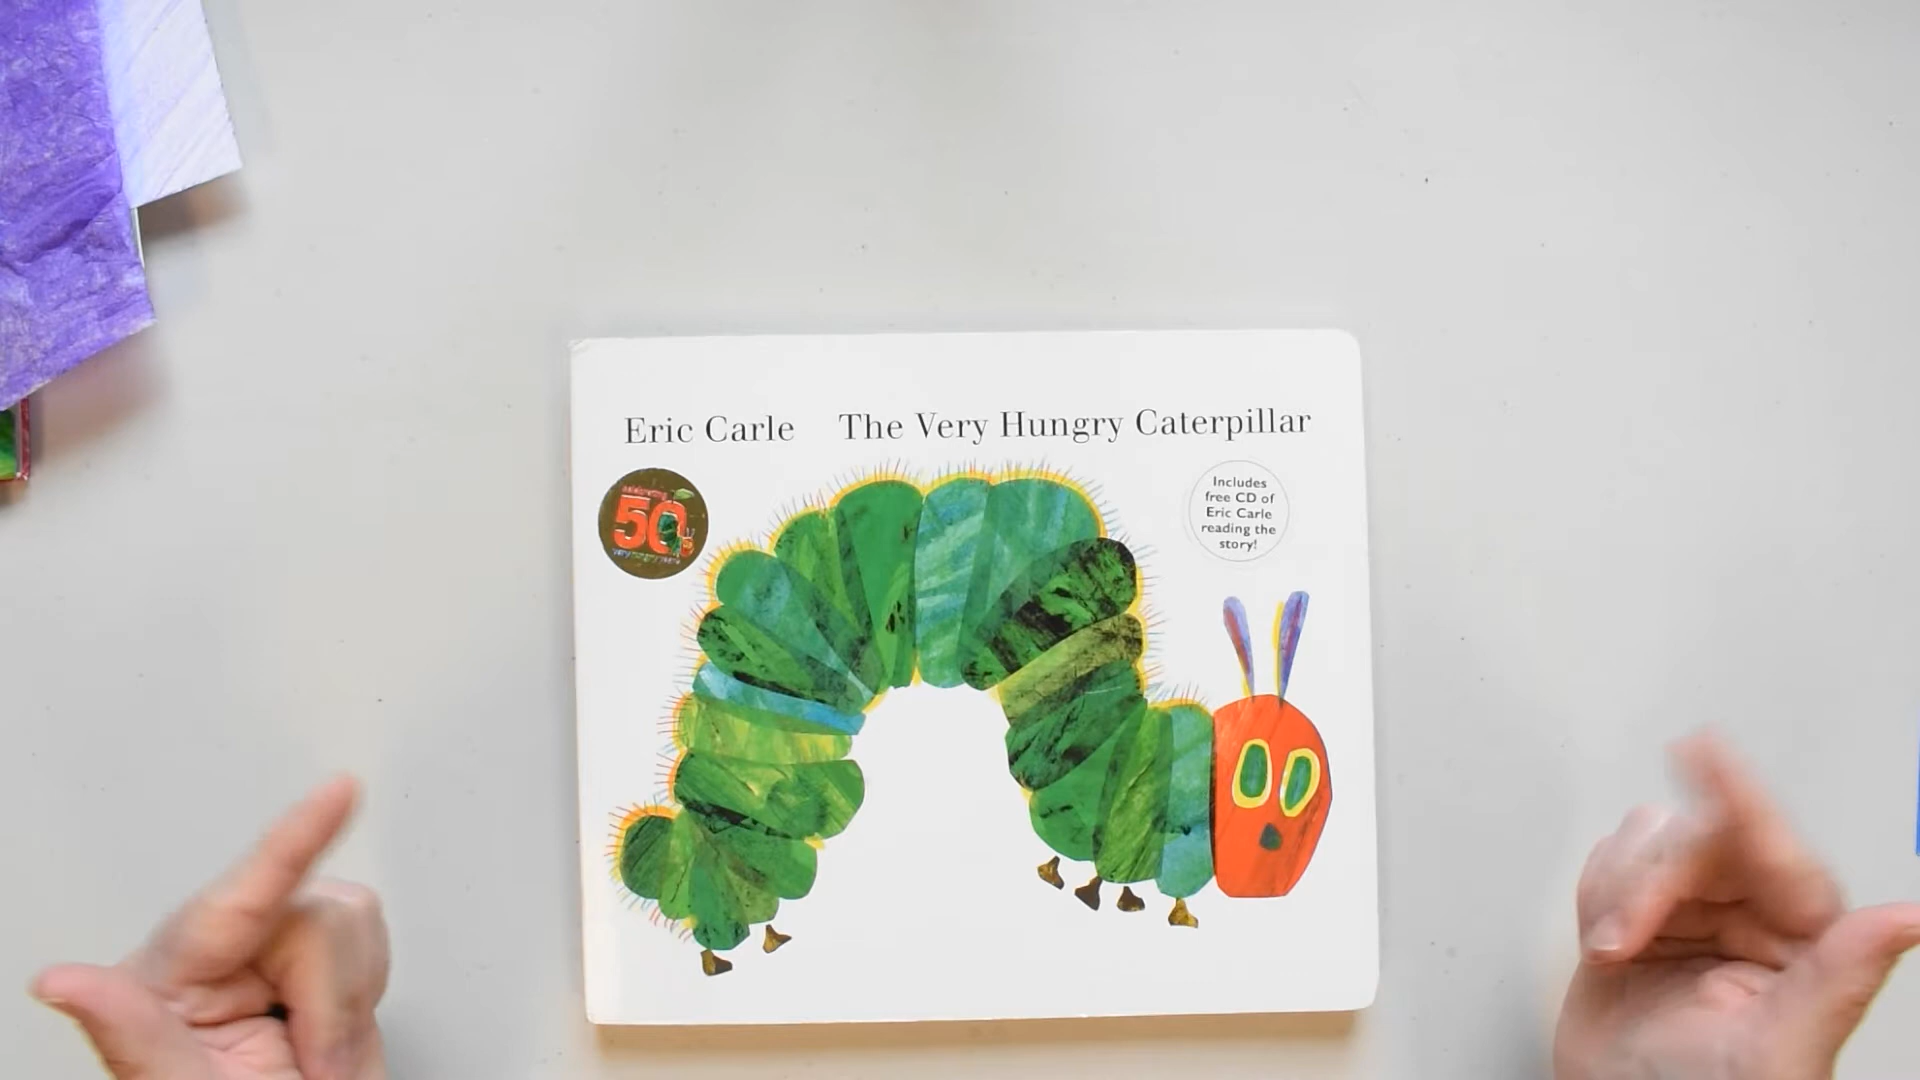 Eric Carle The Very Hungry Caterpillar
50
Includes
free CD of
Eric Carle
reading the
story!